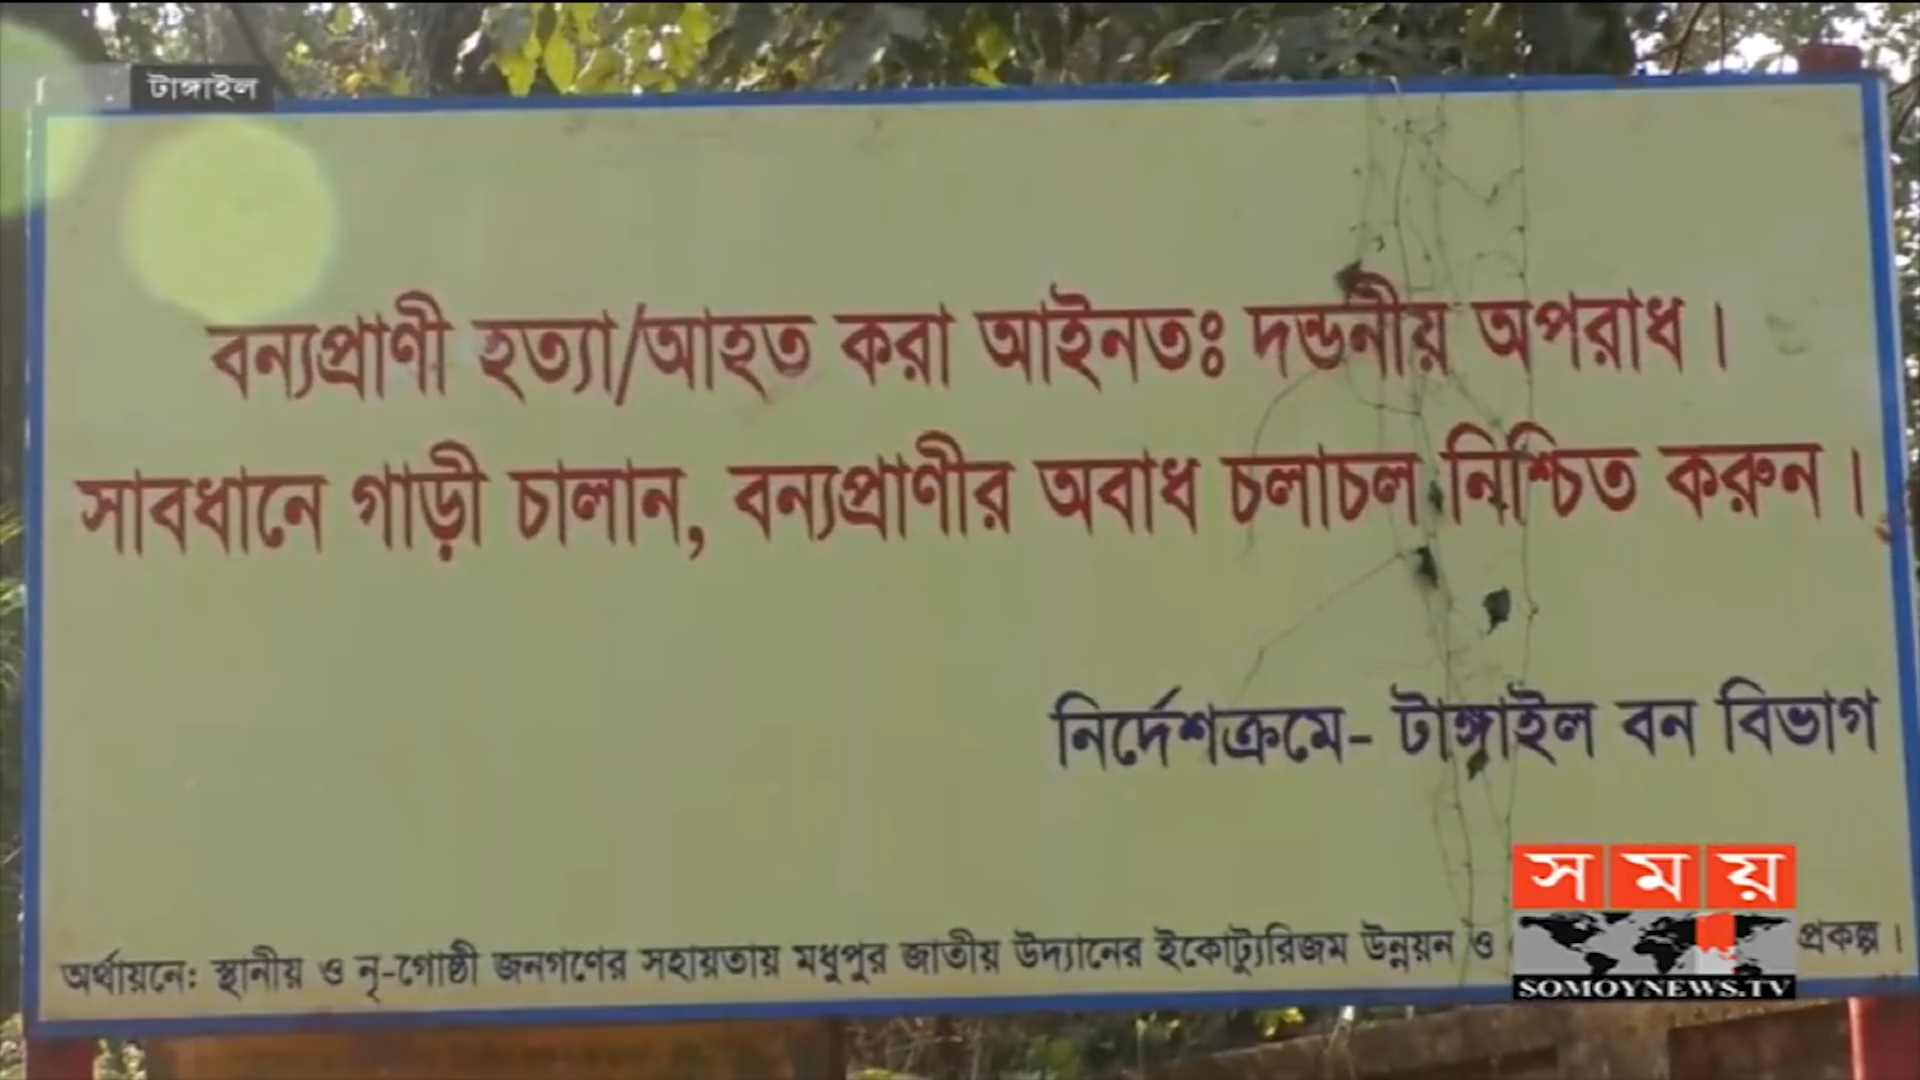 টাঙ্গাইল
বন্যপ্রাণী হত্যা/আহত করা আইনতঃ দন্ডনীয় অপরাধ।
সাবধানে গাড়ী চালান, বন্যপ্রাণীর অবাধ চলাচল নিশ্চিত করুন।
নির্দেশক্রমে- টাঙ্গাইল বন বিভাগ
অর্থায়নে: স্থানীয় ও নৃ-গোষ্ঠী জনগণের সহায়তায় মধুপুর জাতীয় উদ্যানের ইকোট্যুরিজম উন্নয়ন ও প্রকল্প।
সময়
SOMOYNEWS.TV